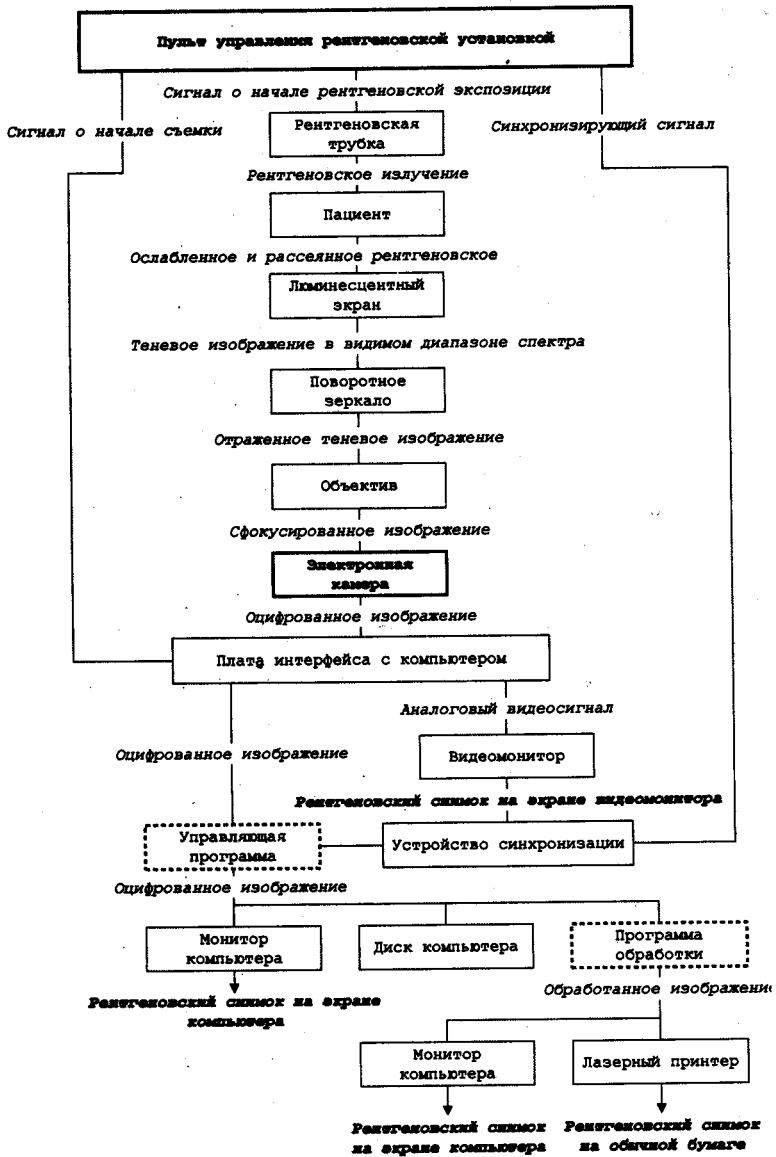 Пульт управления рентгеновской установкой
Сигнал о начале рентгеновской экспозиции
Сигнал о начале съемки
Синхронизирующий сигнал
Рентгеновская
трубка
Рентгеновское излучение
Пациент
Ослабленное и рассеянное рентгеновское
Люминесцентный
экран
Теневое изображение в видимом диапазоне спектра
Поворотное
зеркало
Отраженное теневое изображение
Объектив
Сфокусированное изображение
Электронная
камера
Оцифрованное изображение
Плата интерфейса с компьютером
Аналоговый видеосигнал
Оцифрованное изображение
Видеомонитор
Рентгеновский снимок на экране видеомонитора
Управляющая
программа
Устройство синхронизации
Оцифрованное изображение
Монитор
компьютера
Диск компьютера
Программа
обработки
Рентгеновский снимок на экране
компьютера
Обработанное изображени
Монитор
компьютера
Лазерный принтер
Рентгеновский снимок
на экране компьютера
Рентгеновский снимок
на обычной бумаге